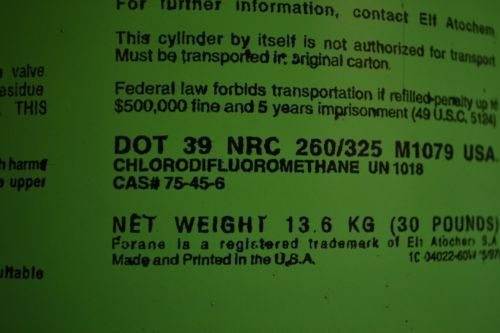 For further information, contact Elf Atochem
This cylinder by itself is not authorized for transport
Must be transported in original carton.
valve
esidue
THIS
Federal law forbids transportation if refilled-penalty up to
$500,000 fine and 5 years imprisonment (49 U.S.C. 5124)
DOT 39 NRC 260/325 M1079 USA
h harmful
e upper
CHLORODIFLUOROMETHANE UN 1018
CAS# 75-45-6
NET WEIGHT 13.6 KG (30 POUNDS)
Forane is a registered trademark of Elf Atochem S.A.
Made and Printed in the U.S.A.
uitable